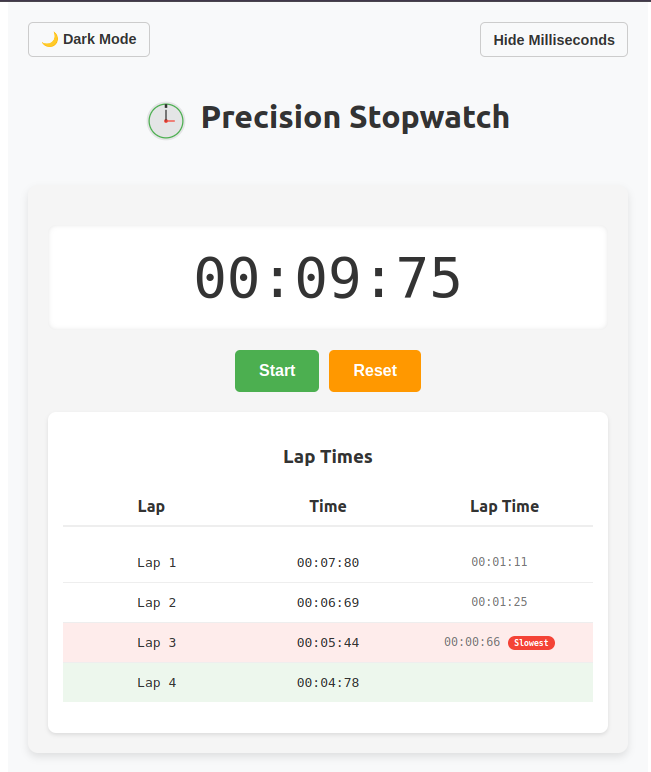 🌙 Dark Mode
Hide Milliseconds
Precision Stopwatch
00:09:75
Start
Reset
Lap Times
Lap Time Lap Time
Lap 1 00:07:80 00:01:11
Lap 2 00:06:69 00:01:25
Lap 3 00:05:44 00:00:66 Slowest
Lap 4 00:04:78